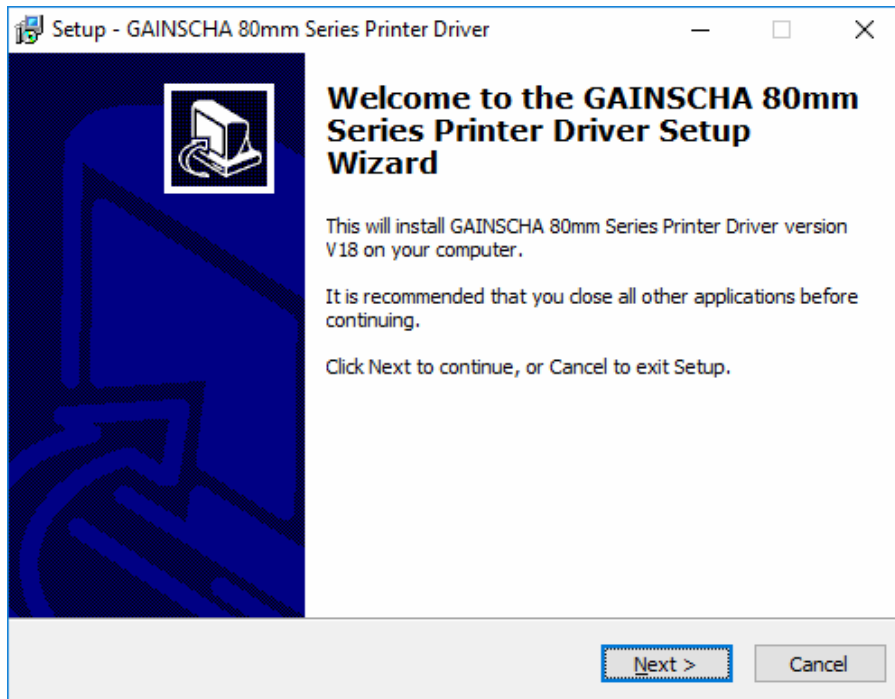 Setup - GAINSCHA 80mm Series Printer Driver
Welcome to the GAINSCHA 80mm
Series Printer Driver Setup
Wizard
This will install GAINSCHA 80mm Series Printer Driver version
V18 on your computer.
It is recommended that you close all other applications before
continuing.
Click Next to continue, or Cancel to exit Setup.
Next >
Cancel